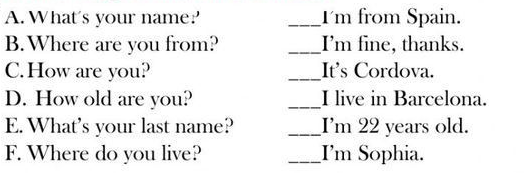 A. What's your name? ___I'm from Spain.
B. Where are you from? ___I'm fine, thanks.
C. How are you? ___It's Cordova.
D. How old are you? ___I live in Barcelona.
E. What's your last name? ___I'm 22 years old.
F. Where do you live? ___I'm Sophia.